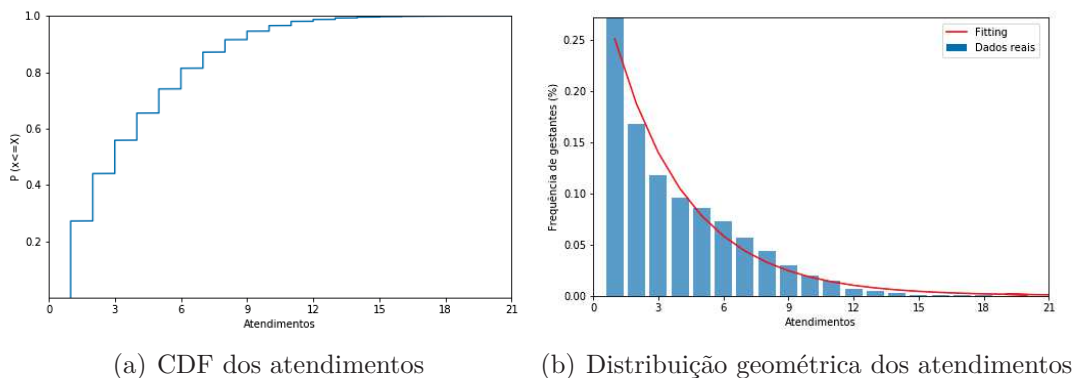 1.0
0.8
0.6
0.4
0.2
P (x<=X)
0 3 6 9 12 15 18 21
Atendimentos
(a) CDF dos atendimentos
Fitting
Dados reais
0.25
0.20
0.15
0.10
0.05
0.00
Frequência de gestantes (%)
0 3 6 9 12 15 18 21
Atendimentos
(b) Distribuição geométrica dos atendimentos